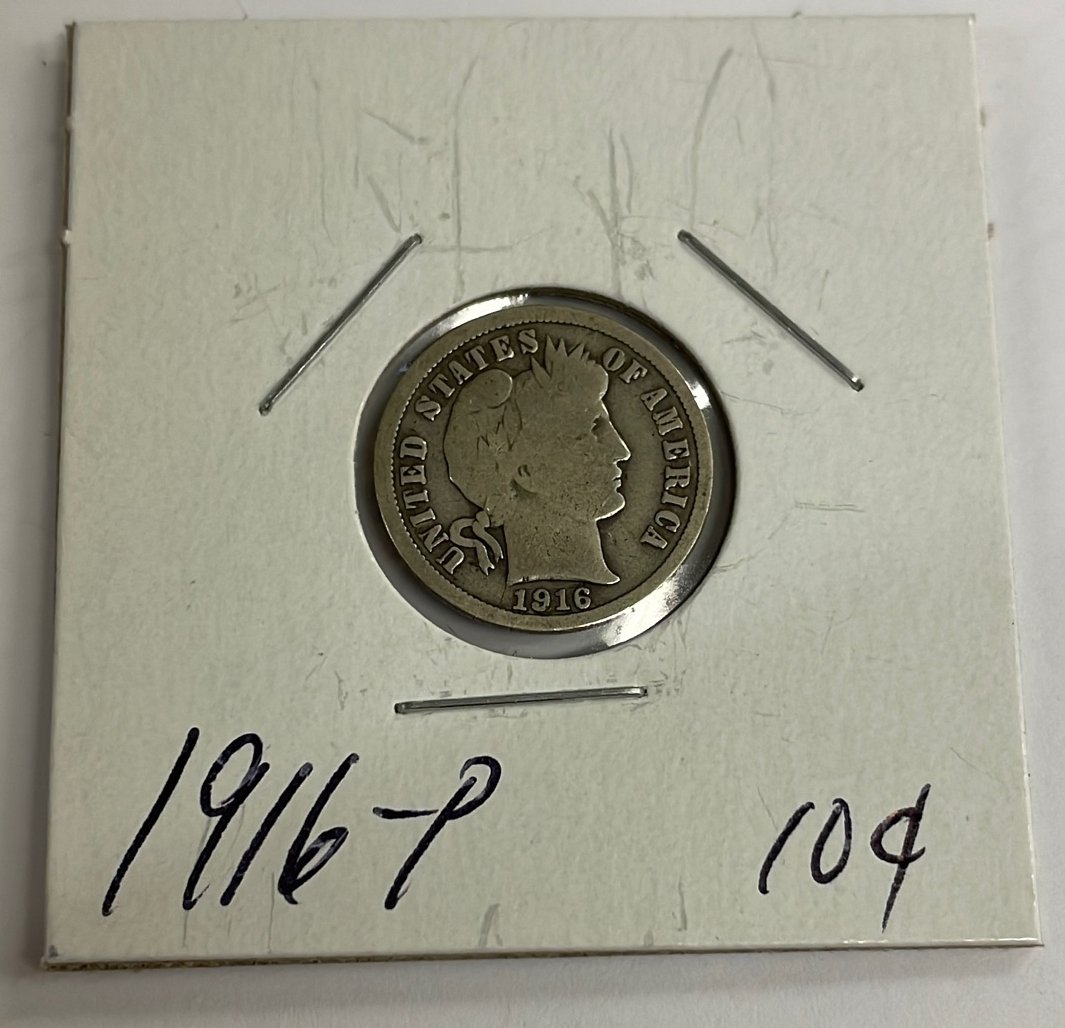 UNITED STATES OF AMERICA
1916
1916-P 10¢